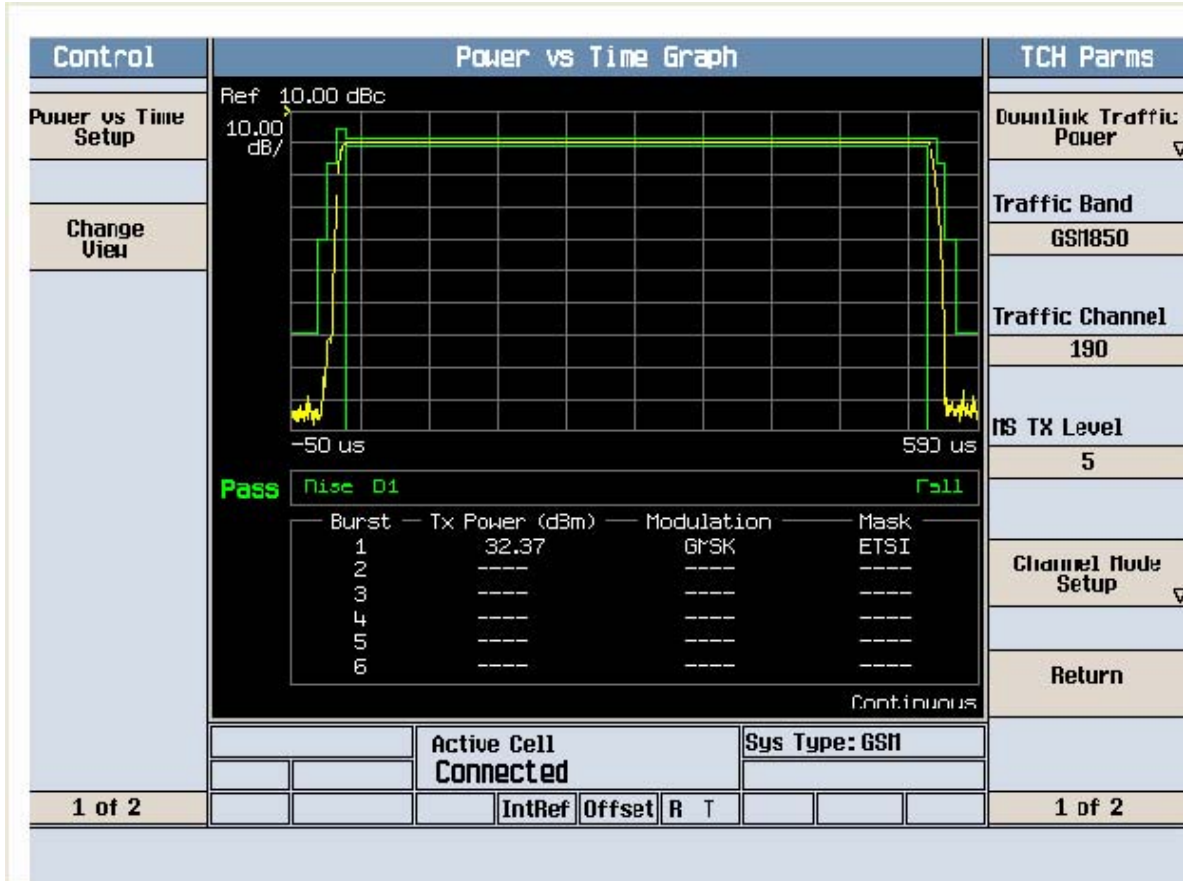 Control
Power vs Time Graph
TCH Parms
Power vs Time
Setup
Change
View
1 of 2
Ref 10.00 dBc
10.00
dB/
-50 us
590 us
Pass
Rise 01
Fall
Burst Tx Power (dBm) Modulation Mask
1 32.37 GMSK ETSI
2 ---- ---- ----
3 ---- ---- ----
4 ---- ---- ----
5 ---- ---- ----
6 ---- ---- ----
Continuous
Active Cell
Connected
Sys Type: GSM
IntRef Offset R T
Downlink Traffic
Power
Traffic Band
GSM850
Traffic Channel
190
MS TX Level
5
Channel Mode
Setup
Return
1 of 2